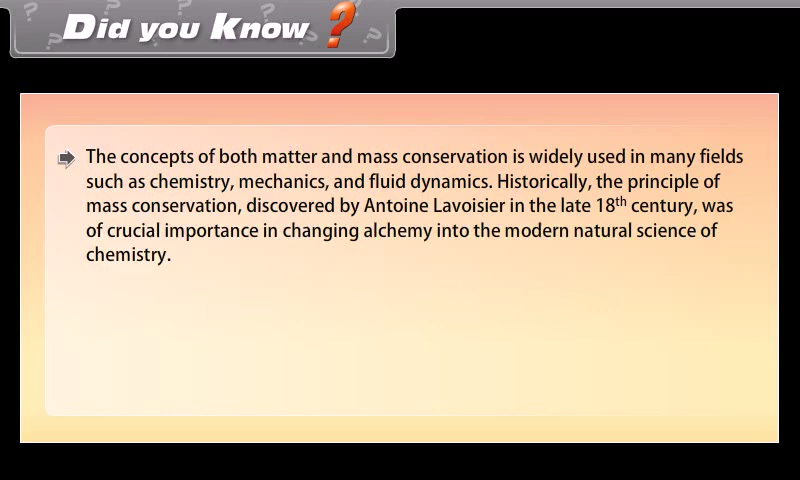 Did you Know ?
The concepts of both matter and mass conservation is widely used in many fields
such as chemistry, mechanics, and fluid dynamics. Historically, the principle of
mass conservation, discovered by Antoine Lavoisier in the late 18th century, was
of crucial importance in changing alchemy into the modern natural science of
chemistry.